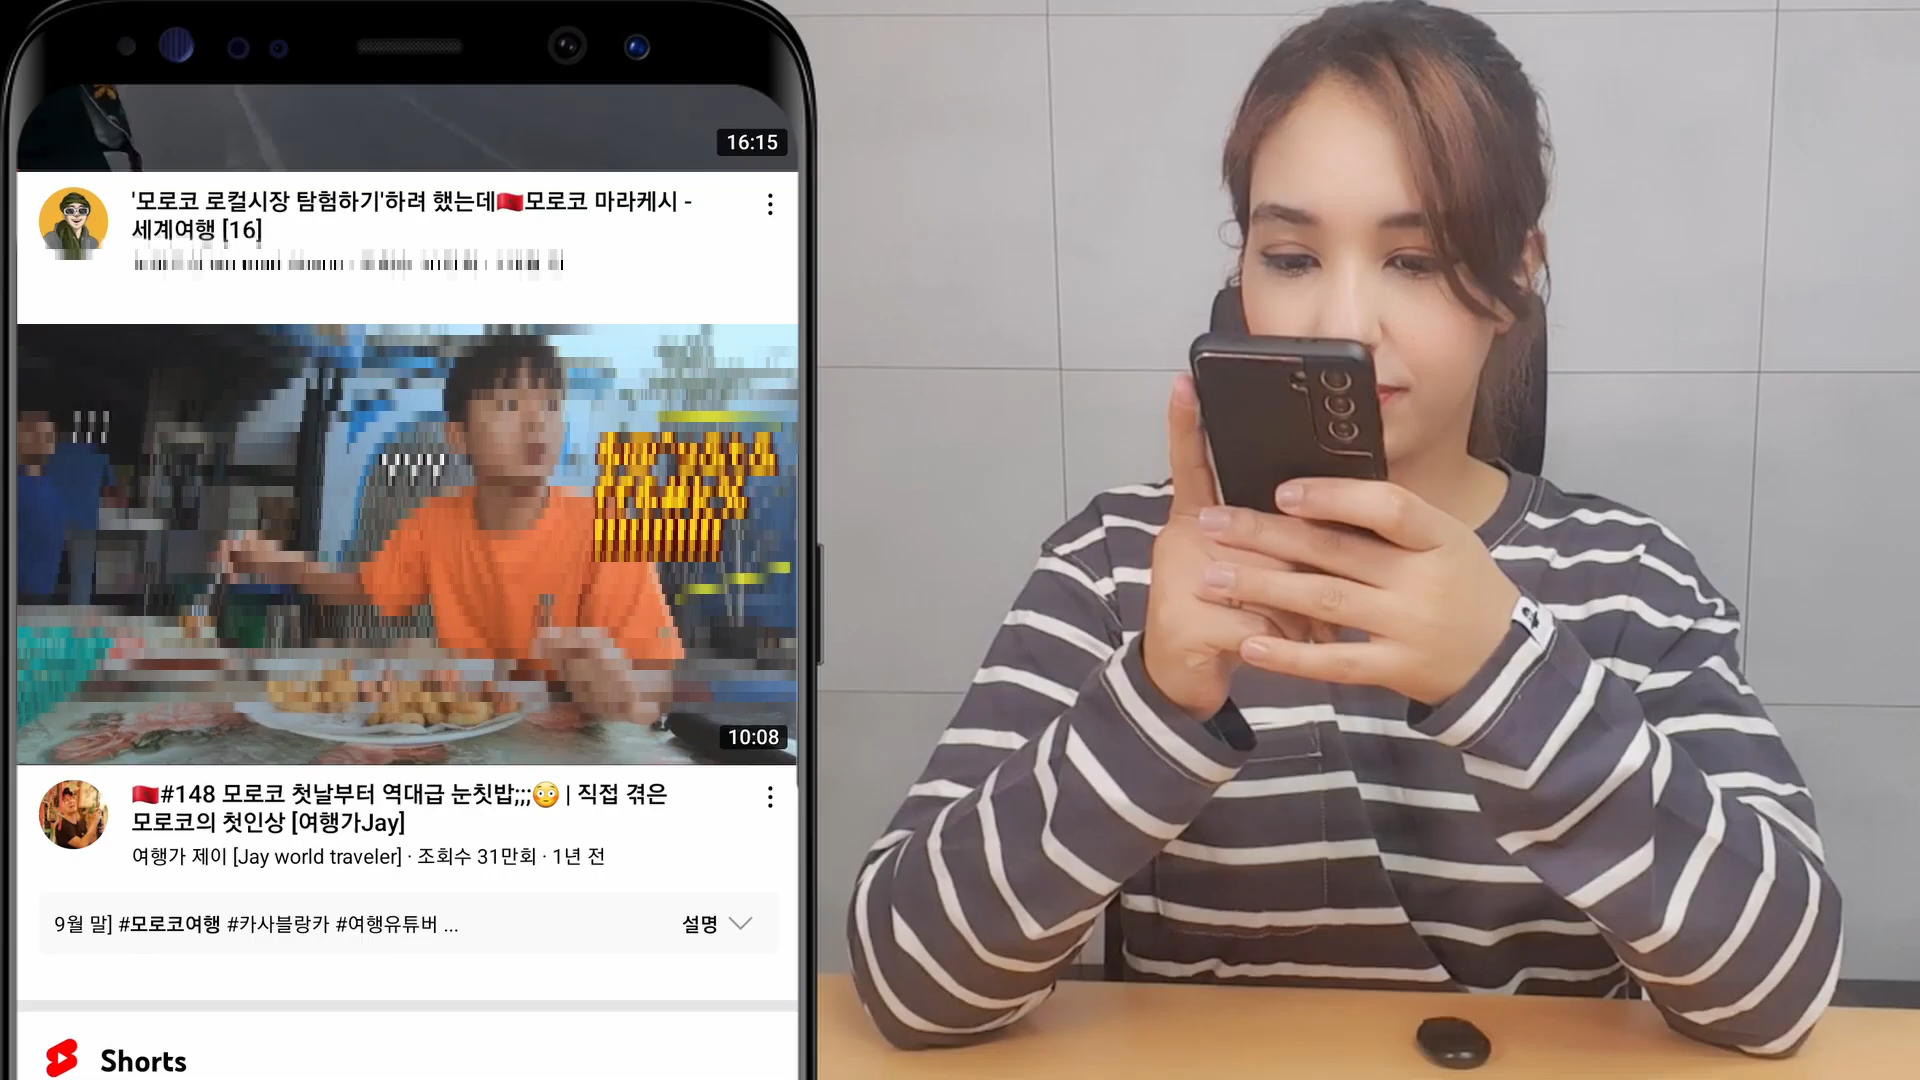 16:15
'모로코 로컬시장 탐험하기'하려 했는데🇲🇦모로코 마라케시 -
세계여행 [16]
10:08
🇲🇦#148 모로코 첫날부터 역대급 눈칫밥;;;😳 | 직접 겪은
모로코의 첫인상 [여행가Jay]
여행가 제이 [Jay world traveler] · 조회수 31만회 · 1년 전
9월 말] #모로코여행 #카사블랑카 #여행유튜버 ...
설명
Shorts